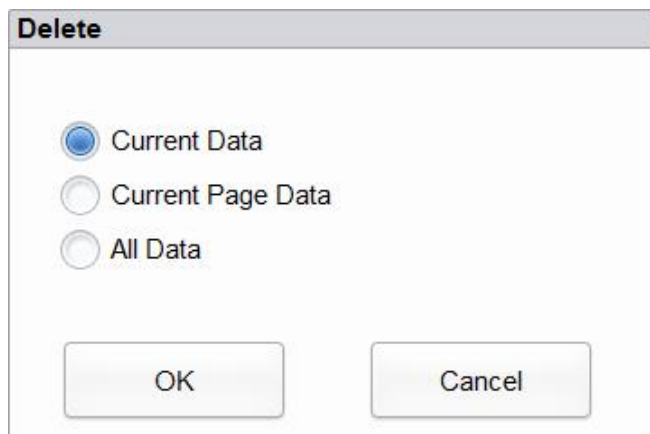 Delete
Current Data
Current Page Data
All Data
OK Cancel